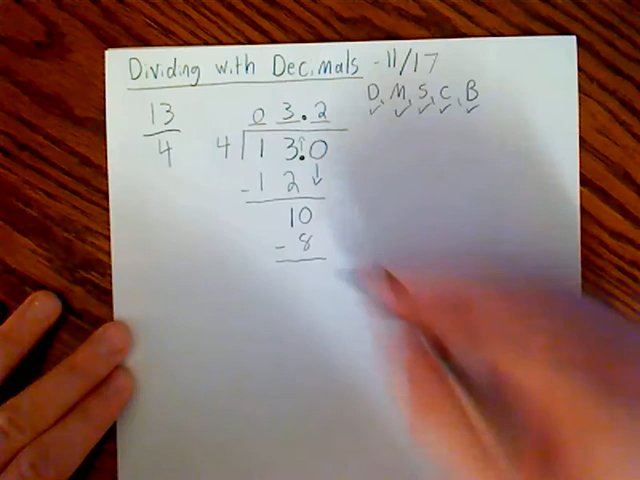 Dividing with Decimals - 11/17
D, M, S, C, B
✓ ✓ ✓ ✓ ✓
13
4
0 3.2
4 1 3.0
- 1 2 ↓
10
- 8